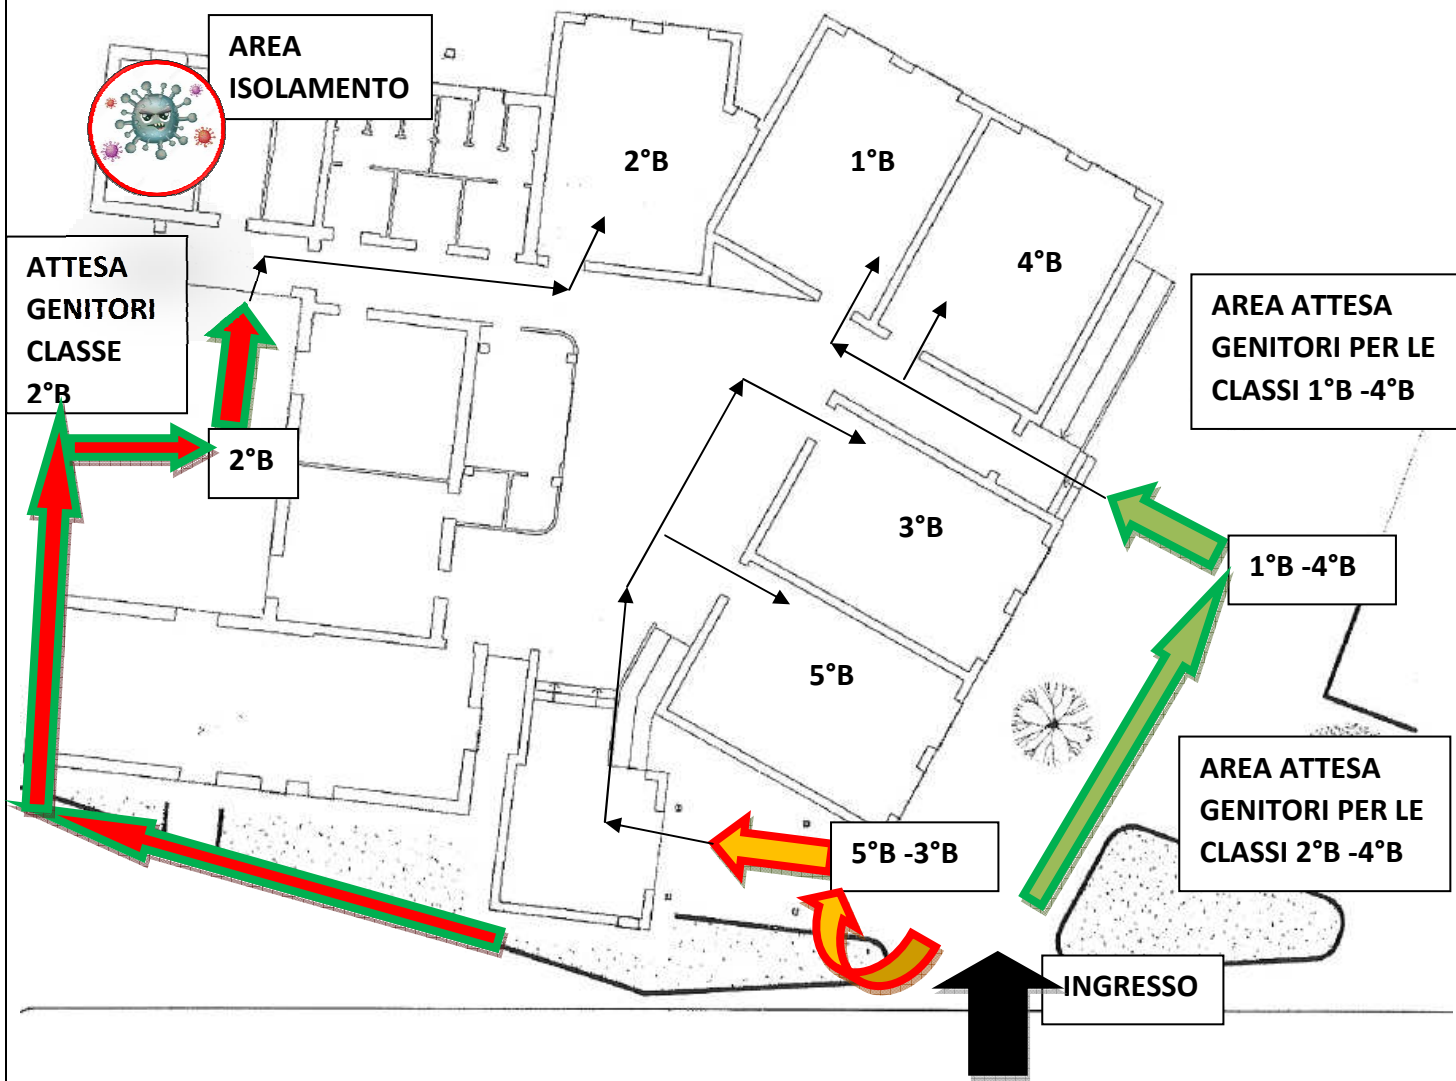 AREA
ISOLAMENTO
2°B
1°B
4°B
ATTESA
GENITORI
CLASSE
2°B
AREA ATTESA
GENITORI PER LE
CLASSI 1°B -4°B
2°B
3°B
1°B -4°B
5°B
AREA ATTESA
GENITORI PER LE
CLASSI 2°B -4°B
5°B -3°B
INGRESSO